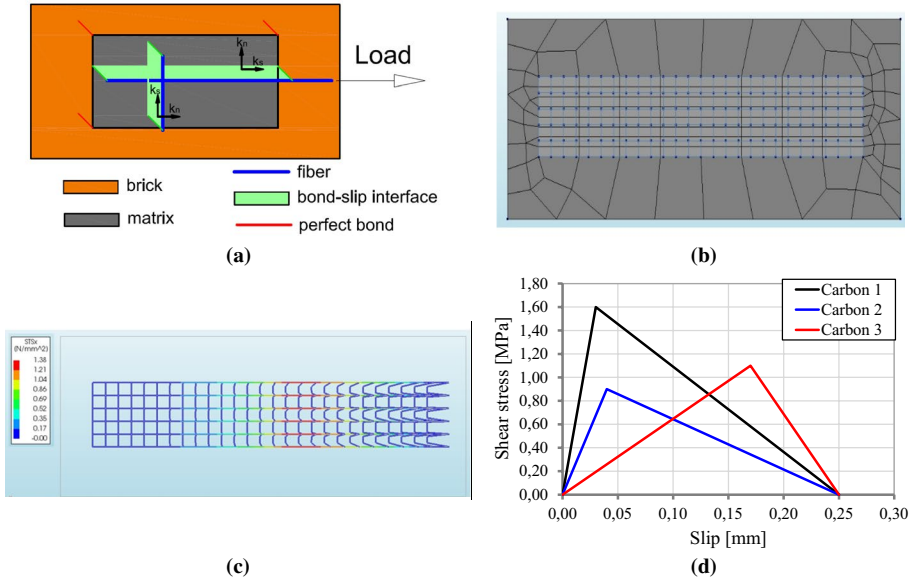 kn
ks
Load
ks
kn
fiber
brick
bond-slip interface
matrix
perfect bond
(a)
(b)
STSx
(N/mm^2)
1.38
1.21
1.04
0.86
0.69
0.52
0.35
0.17
-0.00
(c)
1,80
1,60
1,40
1,20
1,00
0,80
0,60
0,40
0,20
0,00
Shear stress [MPa]
Carbon 1
Carbon 2
Carbon 3
0,00 0,05 0,10 0,15 0,20 0,25 0,30
Slip [mm]
(d)